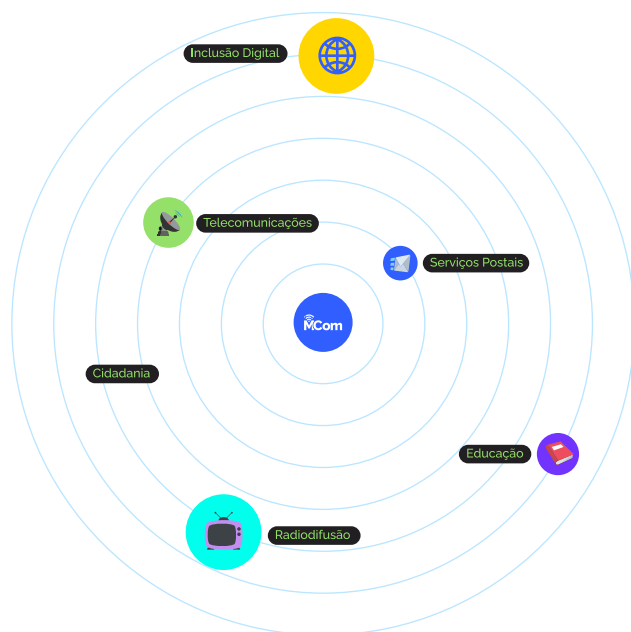 Inclusão Digital
Telecomunicações
Serviços Postais
MCom
Cidadania
Educação
Radiodifusão